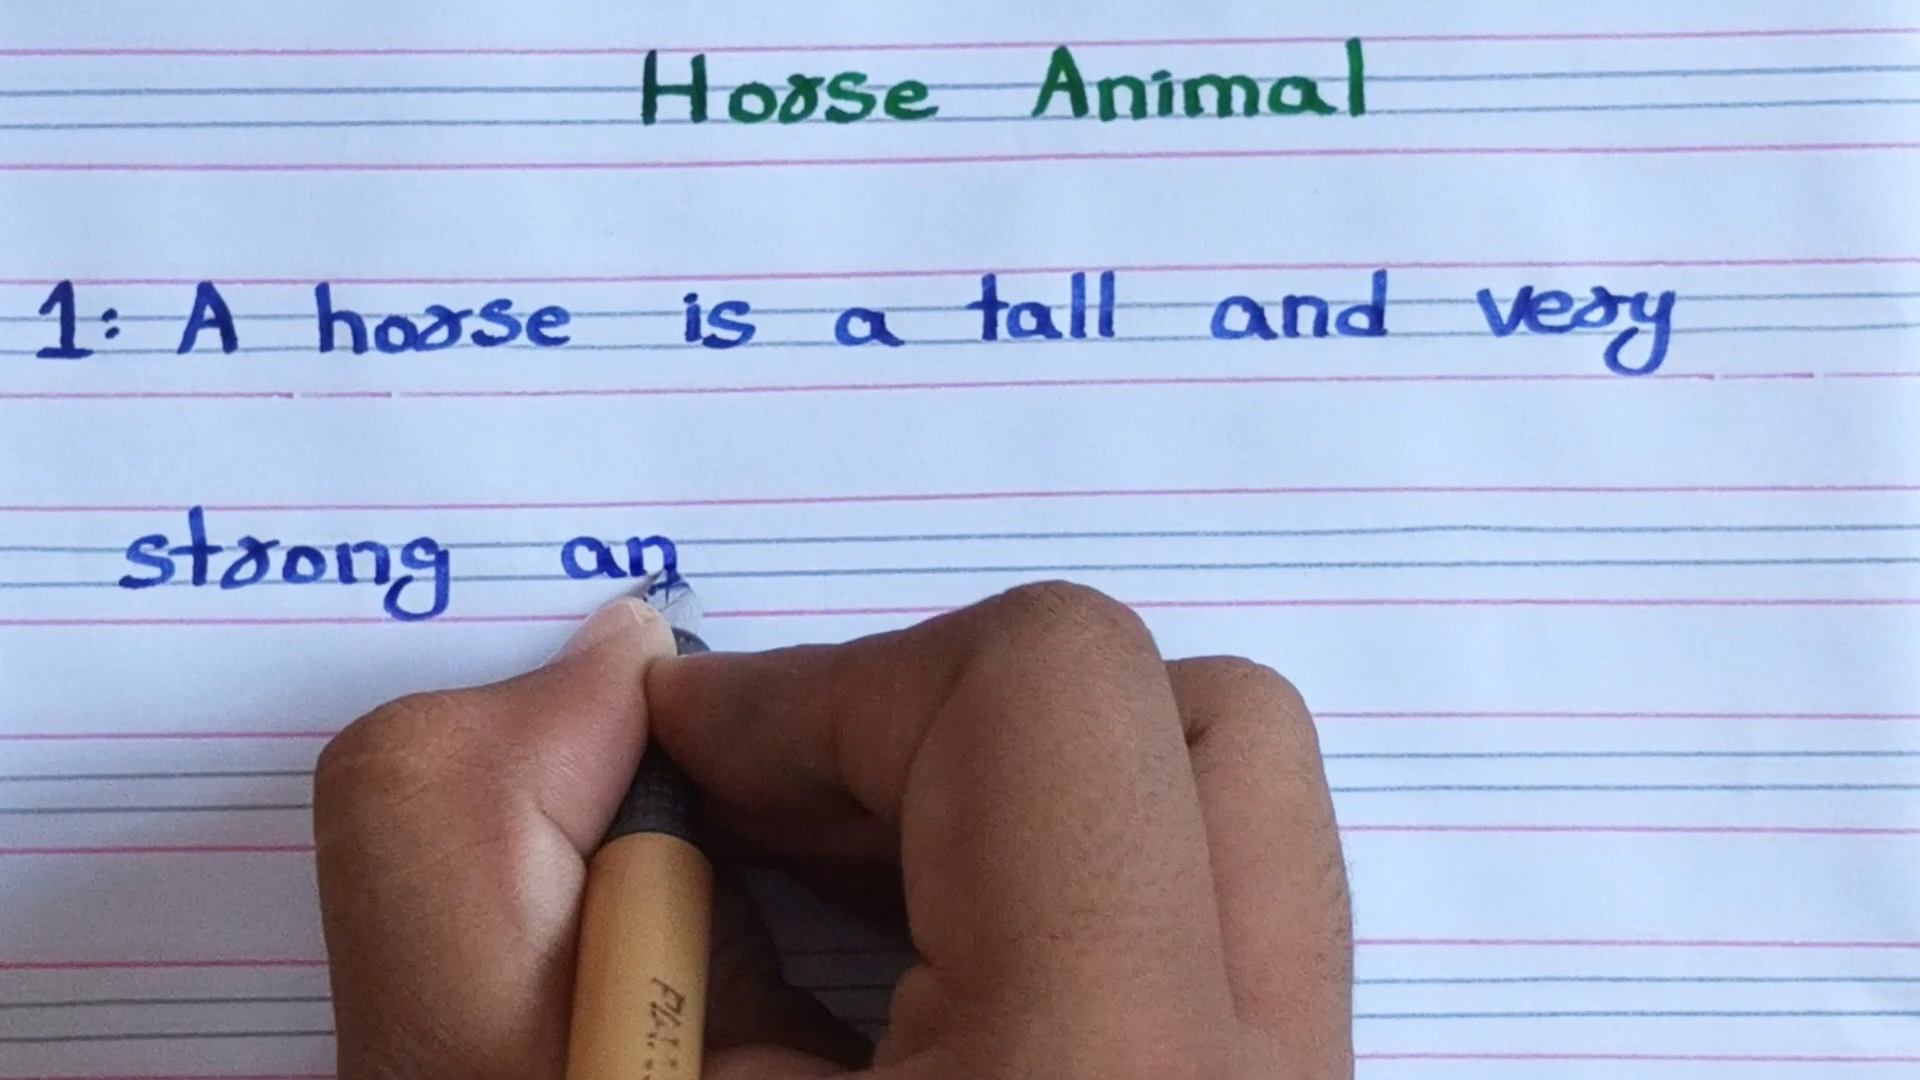 Horse Animal
1: A horse is a tall and very
strong an